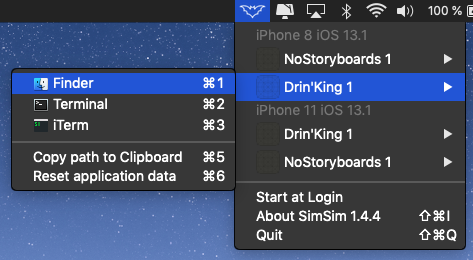 100 %
iPhone 8 iOS 13.1
NoStoryboards 1
Drin'King 1
iPhone 11 iOS 13.1
Drin'King 1
NoStoryboards 1
Start at Login
About SimSim 1.4.4 ⇧⌘I
Quit ⇧⌘Q
Finder ⌘1
Terminal ⌘2
iTerm ⌘3
Copy path to Clipboard ⌘5
Reset application data ⌘6